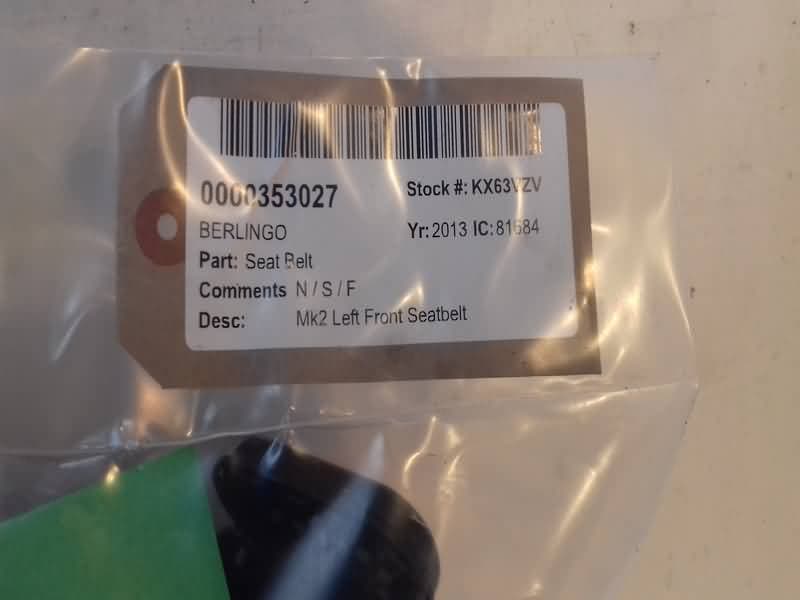 0000353027 Stock #: KX63VZV
BERLINGO Yr: 2013 IC: 81684
Part: Seat Belt
Comments N / S / F
Desc: Mk2 Left Front Seatbelt